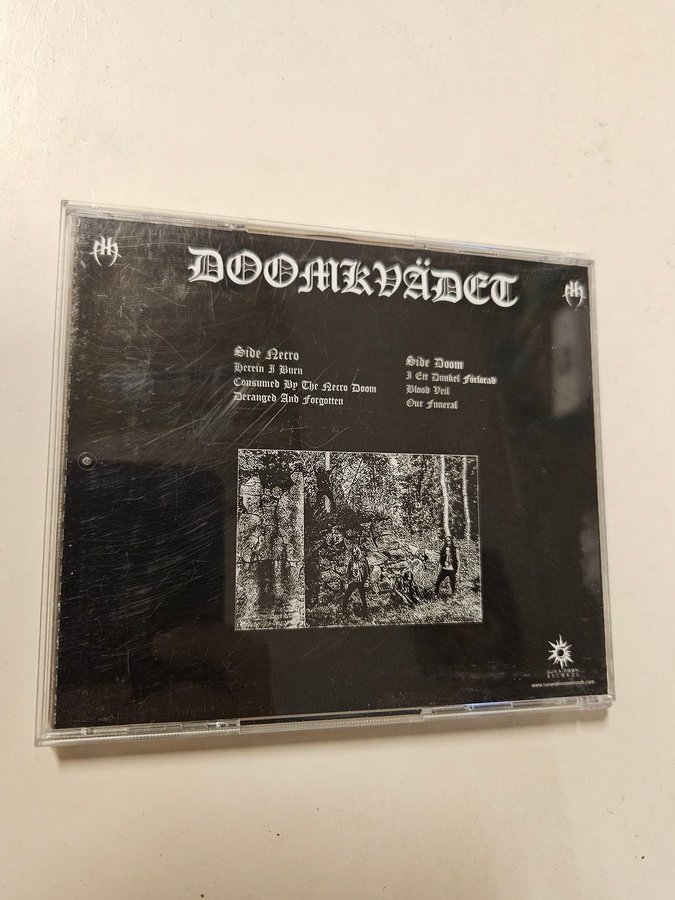 DOOMKVÄDET
Side Necro
Herein I Burn
Consumed By The Necro Doom
Deranged And Forgotten
Side Doom
I Ett Dunkel Förlorad
Blood Veil
Our Funeral
RECORDS